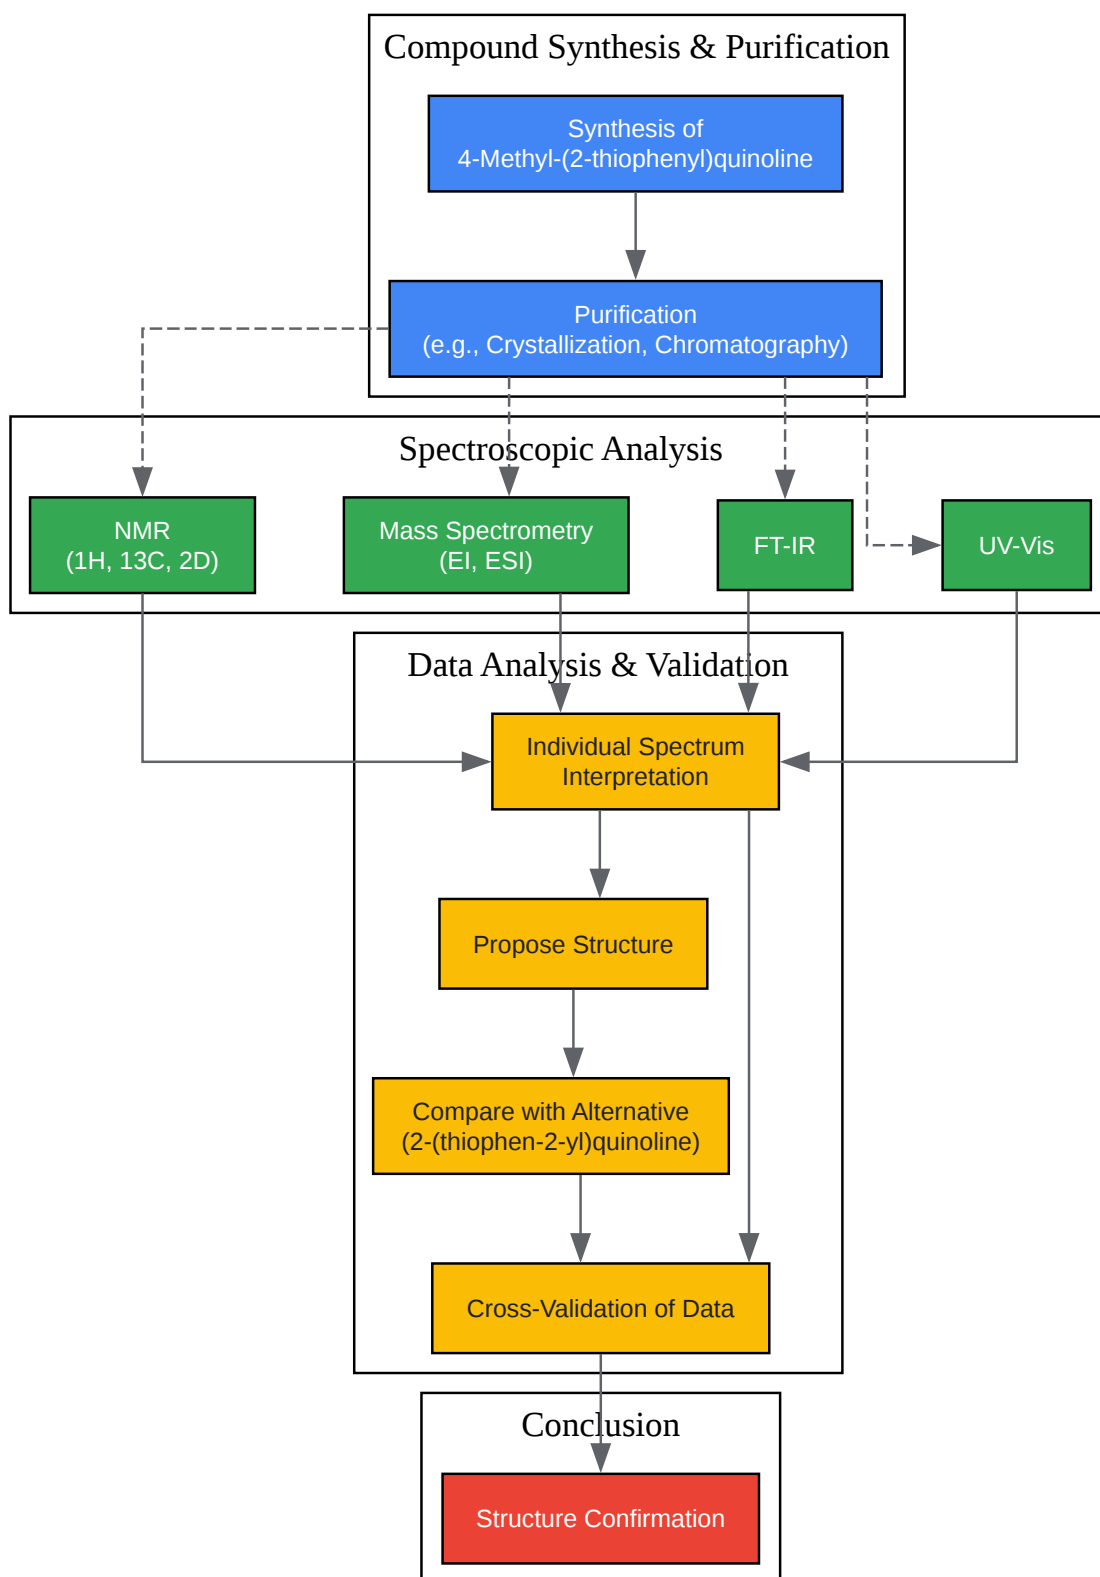 Compound Synthesis & Purification
Synthesis of
4-Methyl-(2-thiophenyl)quinoline
Purification
(e.g., Crystallization, Chromatography)
Spectroscopic Analysis
NMR
(1H, 13C, 2D)
Mass Spectrometry
(EI, ESI)
FT-IR
UV-Vis
Data Analysis & Validation
Individual Spectrum
Interpretation
Propose Structure
Compare with Alternative
(2-(thiophen-2-yl)quinoline)
Cross-Validation of Data
Conclusion
Structure Confirmation